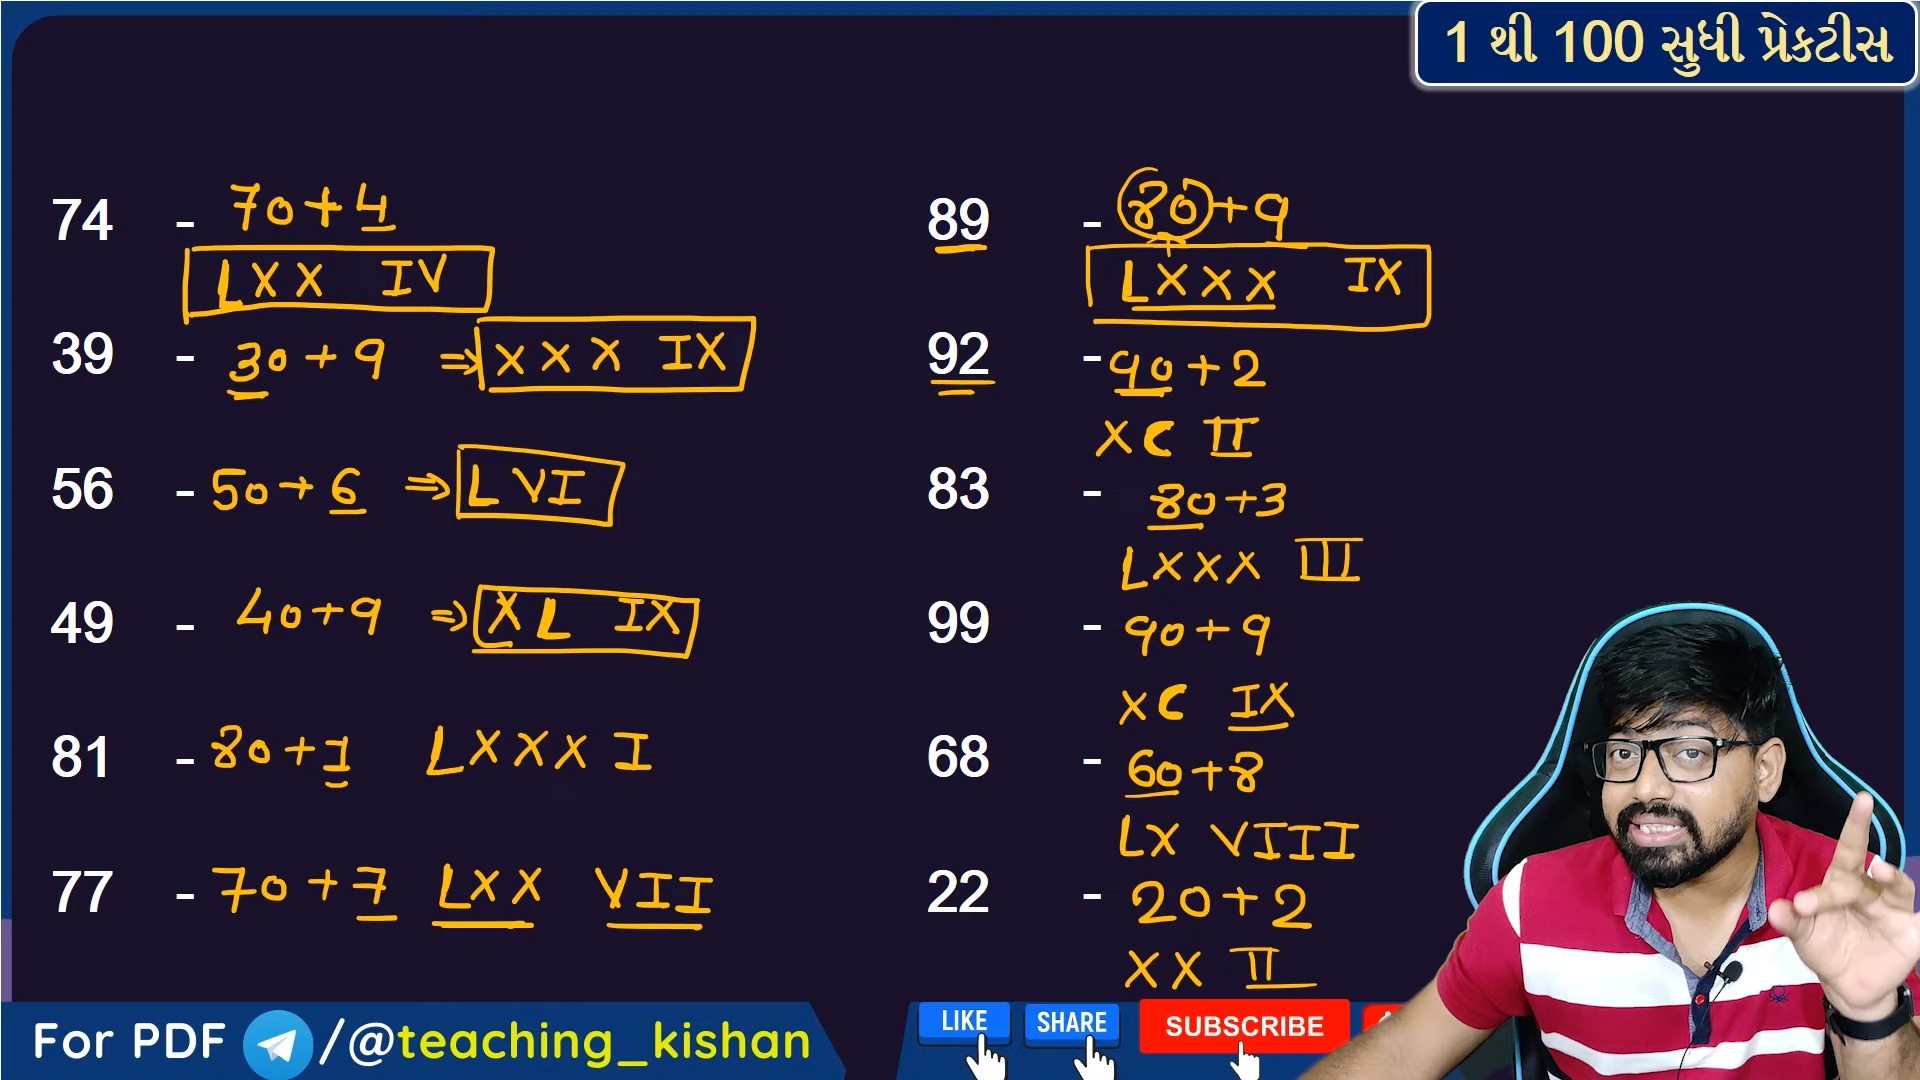 1 થી 100 સુધી પ્રેકટીસ
74 - 70+4
LXX IV
39 - 30+9 ⇒ XXX IX
56 - 50+6 ⇒ L VI
49 - 40+9 ⇒ XL IX
81 - 80+1 LXXX I
77 - 70+7 LXX VII
89 - 80+9
LXXX IX
92 - 90+2
XC II
83 - 80+3
LXXX III
99 - 90+9
XC IX
68 - 60+8
LX VIII
22 - 20+2
XX II
For PDF /@teaching_kishan
LIKE SHARE SUBSCRIBE